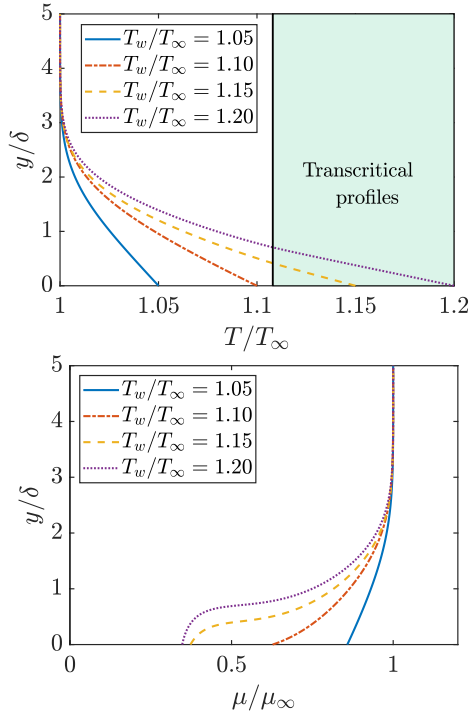 5
4
3
2
1
0
y/δ
T_w/T_∞ = 1.05
T_w/T_∞ = 1.10
T_w/T_∞ = 1.15
T_w/T_∞ = 1.20
Transcritical
profiles
1 1.05 1.1 1.15 1.2
T/T_∞
5
4
3
2
1
0
y/δ
T_w/T_∞ = 1.05
T_w/T_∞ = 1.10
T_w/T_∞ = 1.15
T_w/T_∞ = 1.20
0 0.5 1
μ/μ_∞